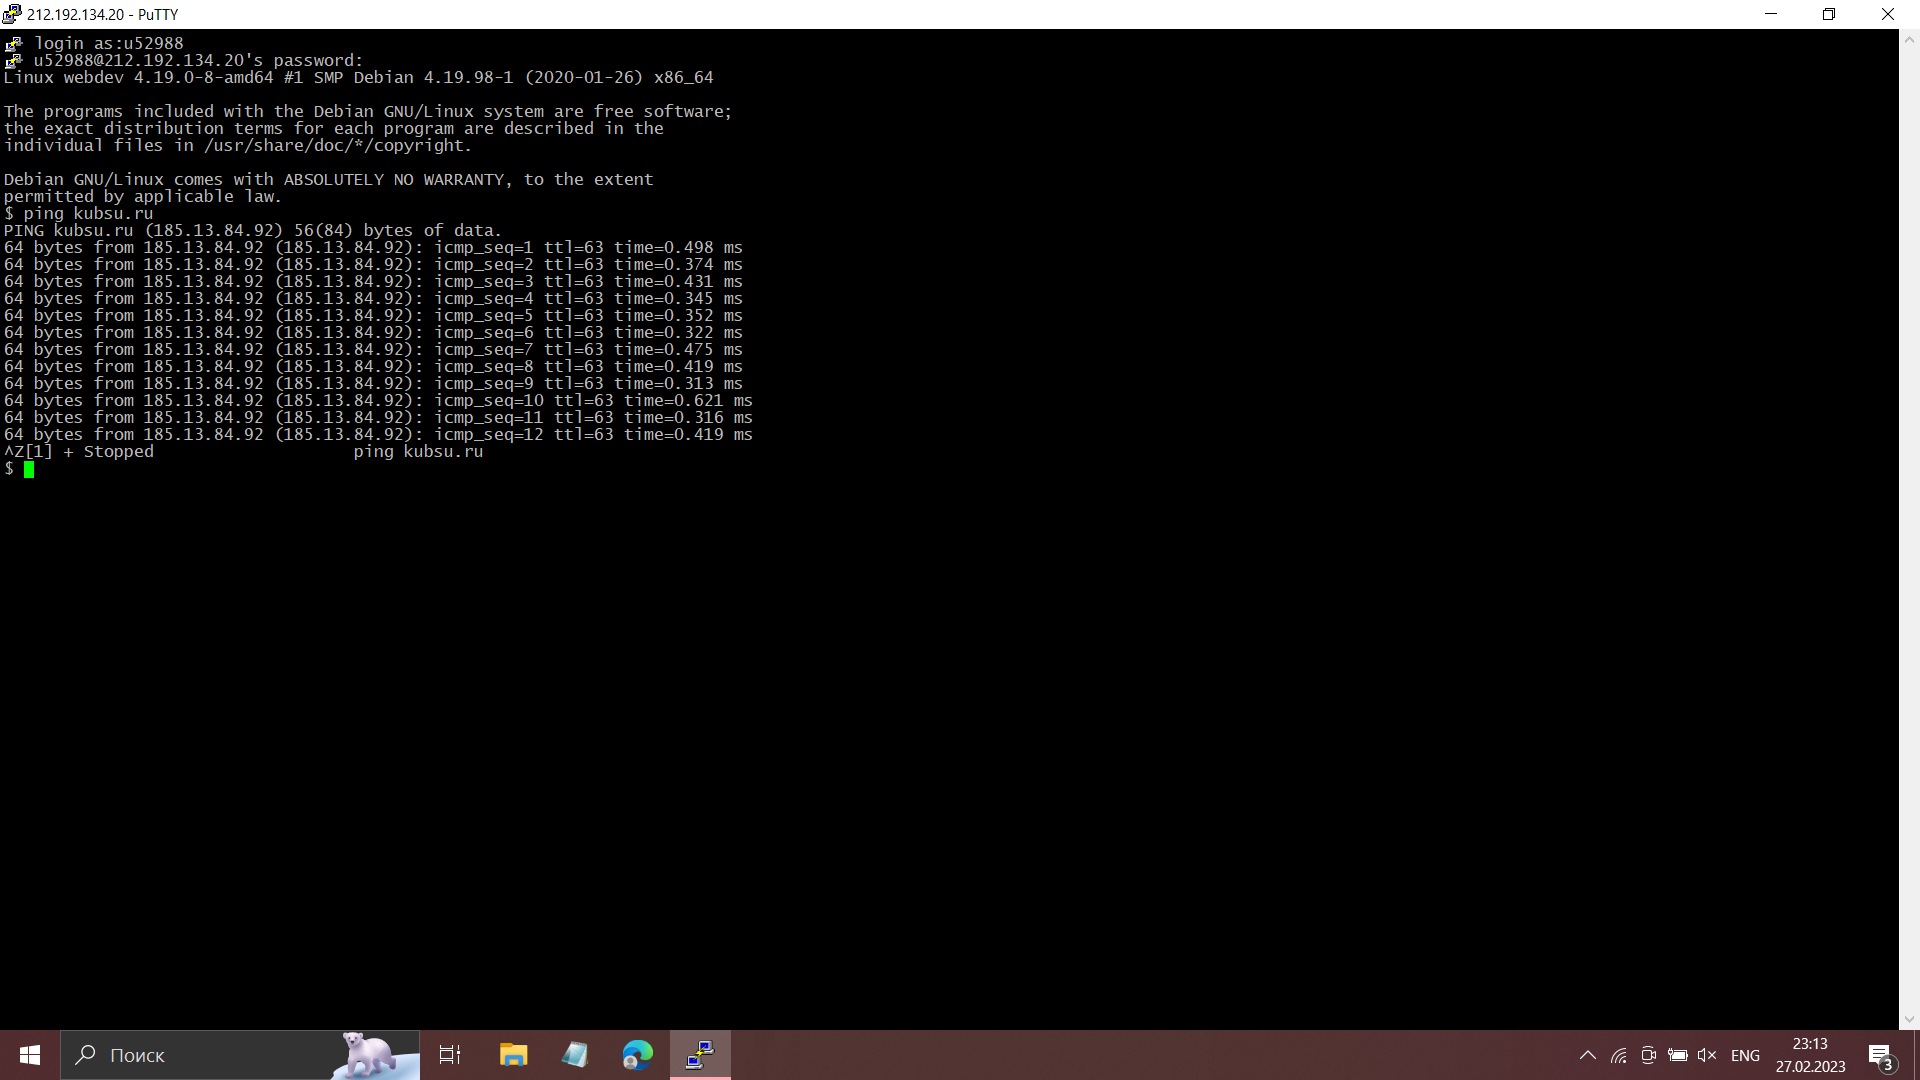 212.192.134.20 - PuTTY
login as:u52988
u52988@212.192.134.20's password:
Linux webdev 4.19.0-8-amd64 #1 SMP Debian 4.19.98-1 (2020-01-26) x86_64
The programs included with the Debian GNU/Linux system are free software;
the exact distribution terms for each program are described in the
individual files in /usr/share/doc/*/copyright.
Debian GNU/Linux comes with ABSOLUTELY NO WARRANTY, to the extent
permitted by applicable law.
$ ping kubsu.ru
PING kubsu.ru (185.13.84.92) 56(84) bytes of data.
64 bytes from 185.13.84.92 (185.13.84.92): icmp_seq=1 ttl=63 time=0.498 ms
64 bytes from 185.13.84.92 (185.13.84.92): icmp_seq=2 ttl=63 time=0.374 ms
64 bytes from 185.13.84.92 (185.13.84.92): icmp_seq=3 ttl=63 time=0.431 ms
64 bytes from 185.13.84.92 (185.13.84.92): icmp_seq=4 ttl=63 time=0.345 ms
64 bytes from 185.13.84.92 (185.13.84.92): icmp_seq=5 ttl=63 time=0.352 ms
64 bytes from 185.13.84.92 (185.13.84.92): icmp_seq=6 ttl=63 time=0.322 ms
64 bytes from 185.13.84.92 (185.13.84.92): icmp_seq=7 ttl=63 time=0.475 ms
64 bytes from 185.13.84.92 (185.13.84.92): icmp_seq=8 ttl=63 time=0.419 ms
64 bytes from 185.13.84.92 (185.13.84.92): icmp_seq=9 ttl=63 time=0.313 ms
64 bytes from 185.13.84.92 (185.13.84.92): icmp_seq=10 ttl=63 time=0.621 ms
64 bytes from 185.13.84.92 (185.13.84.92): icmp_seq=11 ttl=63 time=0.316 ms
64 bytes from 185.13.84.92 (185.13.84.92): icmp_seq=12 ttl=63 time=0.419 ms
^Z[1] + Stopped                    ping kubsu.ru
$
Поиск
ENG
23:13
27.02.2023
3